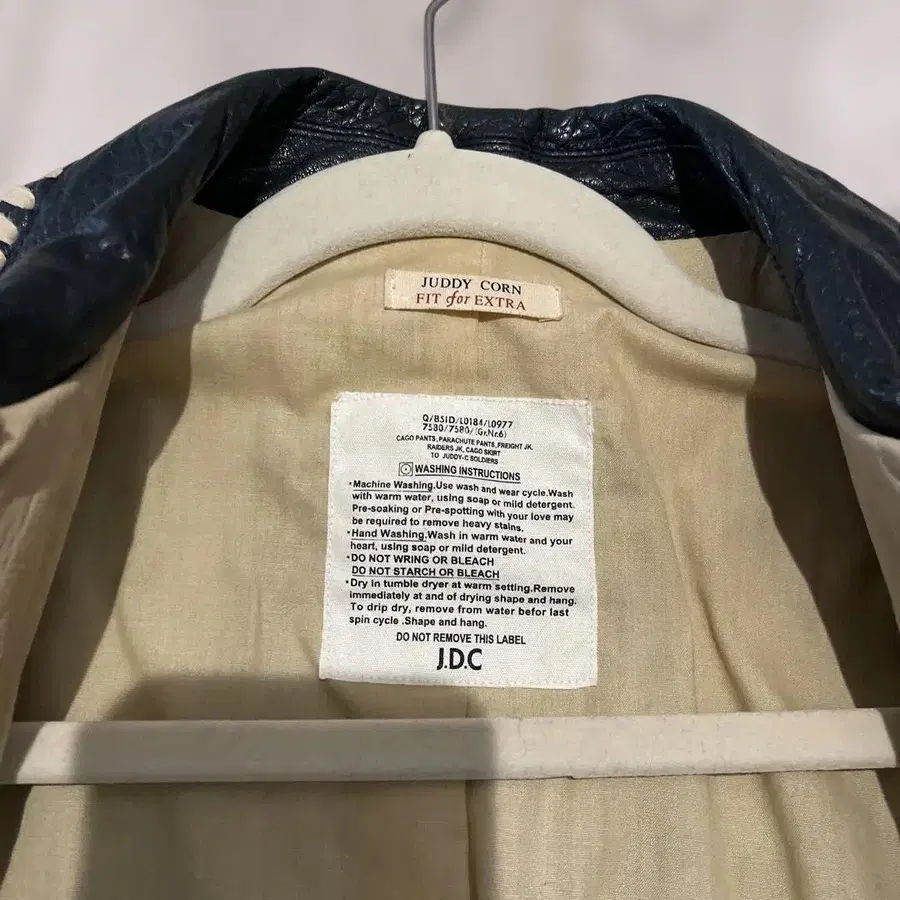 JUDDY CORN
FIT for EXTRA
Q/BSID/L0184/L0977
7580/7580/(Gr.Nr.6)
CAGO PANTS, PARACHUTE PANTS, FREIGHT JK.
RAIDERS JK, CAGO SKIRT
TO JUDDY-C SOLDIERS
WASHING INSTRUCTIONS
•Machine Washing.Use wash and wear cycle.Wash
with warm water, using soap or mild detergent.
Pre-soaking or Pre-spotting with your love may
be required to remove heavy stains.
•Hand Washing.Wash in warm water and your
heart, using soap or mild detergent.
•DO NOT WRING OR BLEACH
DO NOT STARCH OR BLEACH
•Dry in tumble dryer at warm setting.Remove
immediately at and of drying shape and hang.
To drip dry, remove from water befor last
spin cycle .Shape and hang.
DO NOT REMOVE THIS LABEL
J.D.C